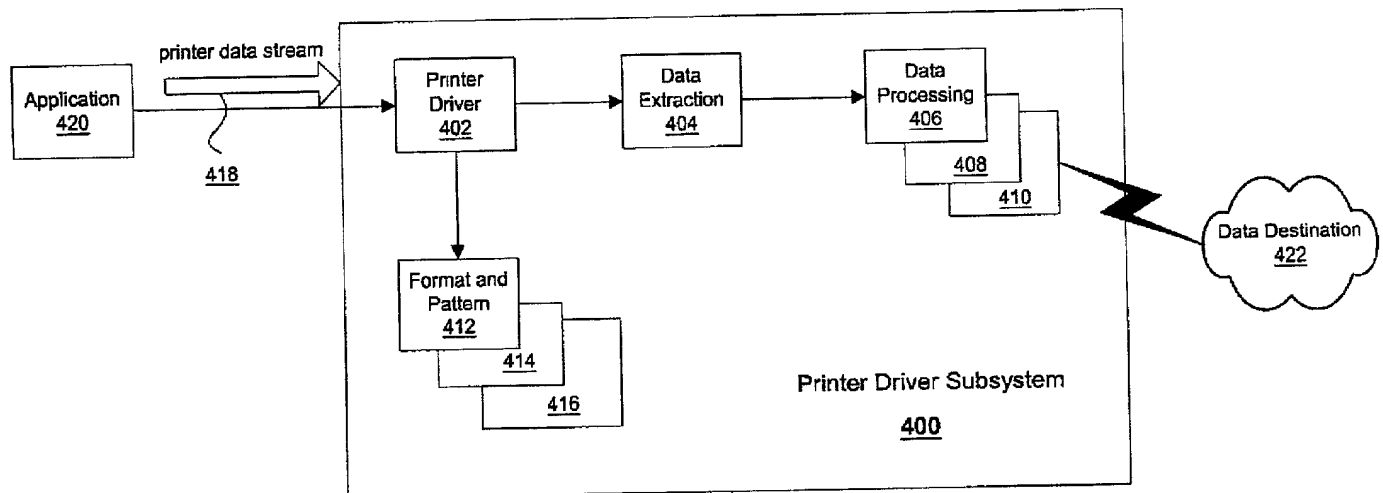 printer data stream
Application
420
418
Printer
Driver
402
Data
Extraction
404
Data
Processing
406
408
410
Format and
Pattern
412
414
416
Data Destination
422
Printer Driver Subsystem
400